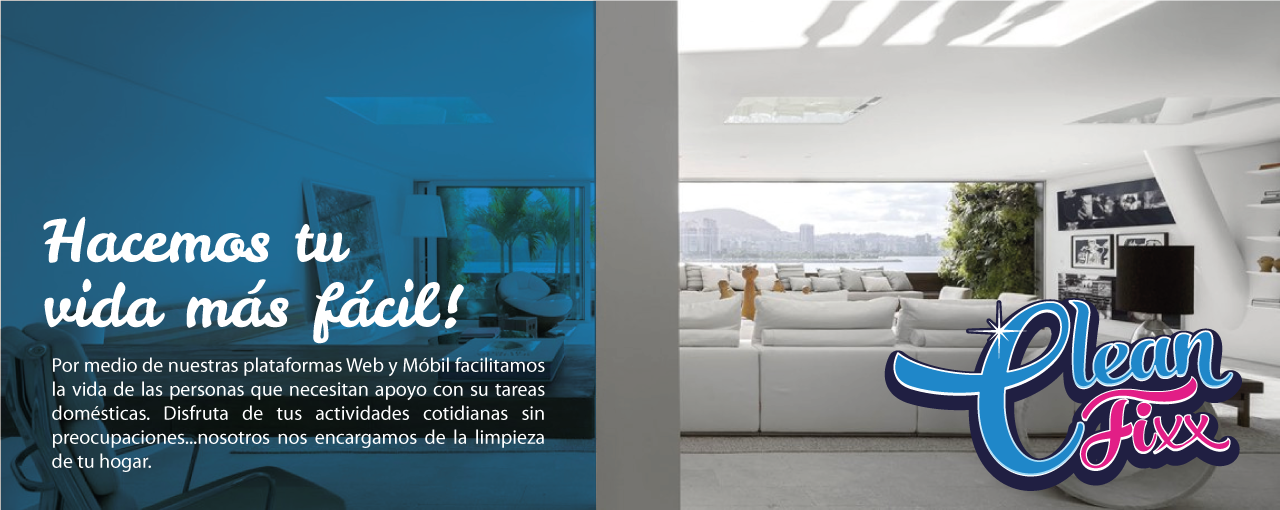 Hacemos tu
vida más fácil!
Por medio de nuestras plataformas Web y Móbil facilitamos
la vida de las personas que necesitan apoyo con su tareas
domésticas. Disfruta de tus actividades cotidianas sin
preocupaciones...nosotros nos encargamos de la limpieza
de tu hogar.
Clean
Fixx